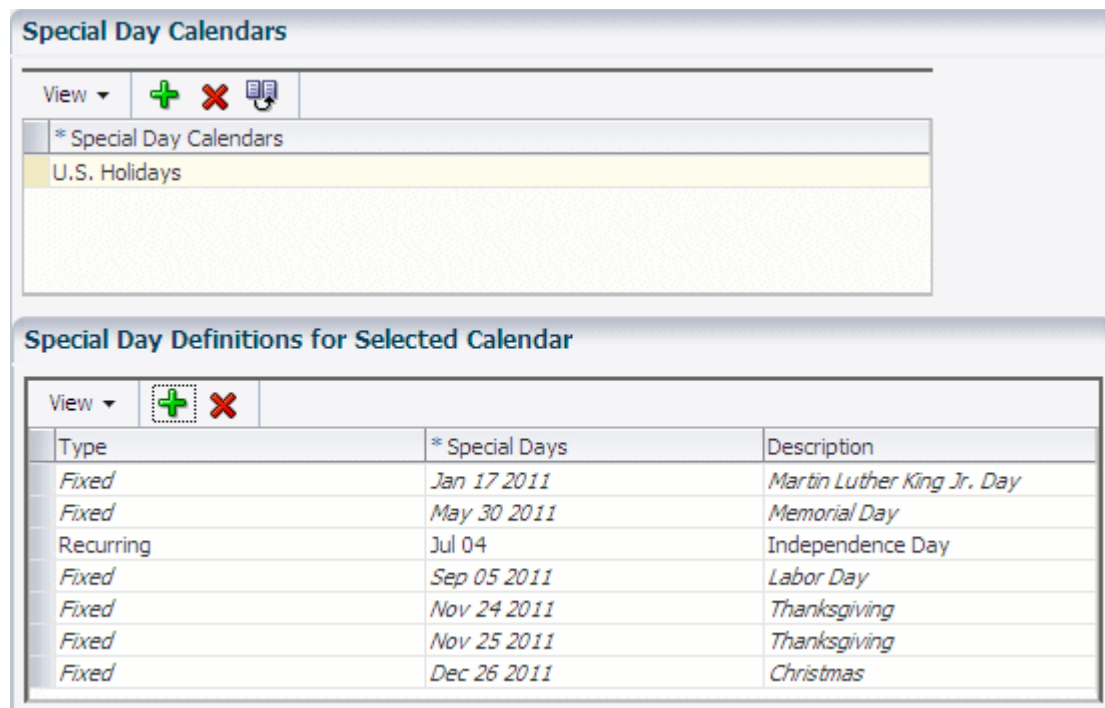 Special Day Calendars
View
* Special Day Calendars
U.S. Holidays
Special Day Definitions for Selected Calendar
View
Type * Special Days Description
Fixed Jan 17 2011 Martin Luther King Jr. Day
Fixed May 30 2011 Memorial Day
Recurring Jul 04 Independence Day
Fixed Sep 05 2011 Labor Day
Fixed Nov 24 2011 Thanksgiving
Fixed Nov 25 2011 Thanksgiving
Fixed Dec 26 2011 Christmas